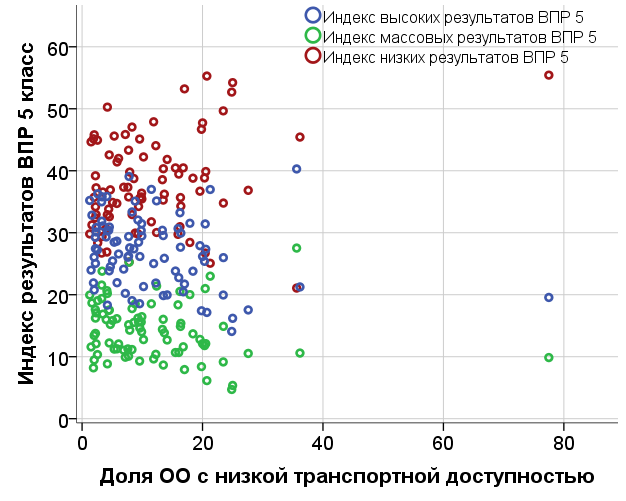 Индекс высоких результатов ВПР 5
Индекс массовых результатов ВПР 5
Индекс низких результатов ВПР 5
Индекс результатов ВПР 5 класс
60
50
40
30
20
10
0
0 20 40 60 80
Доля ОО с низкой транспортной доступностью